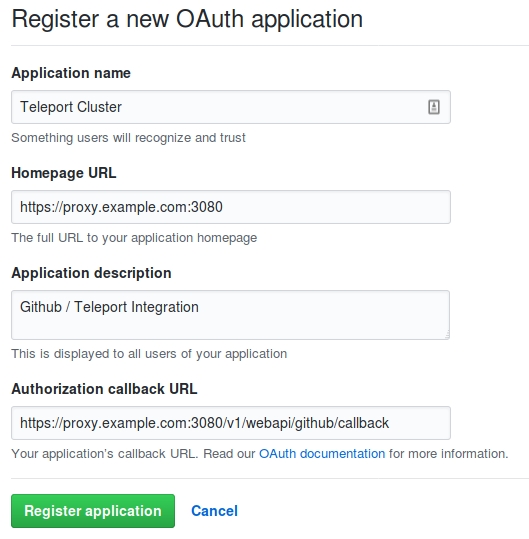 Register a new OAuth application
Application name
Teleport Cluster
Something users will recognize and trust
Homepage URL
https://proxy.example.com:3080
The full URL to your application homepage
Application description
Github / Teleport Integration
This is displayed to all users of your application
Authorization callback URL
https://proxy.example.com:3080/v1/webapi/github/callback
Your application's callback URL. Read our OAuth documentation for more information.
Register application Cancel